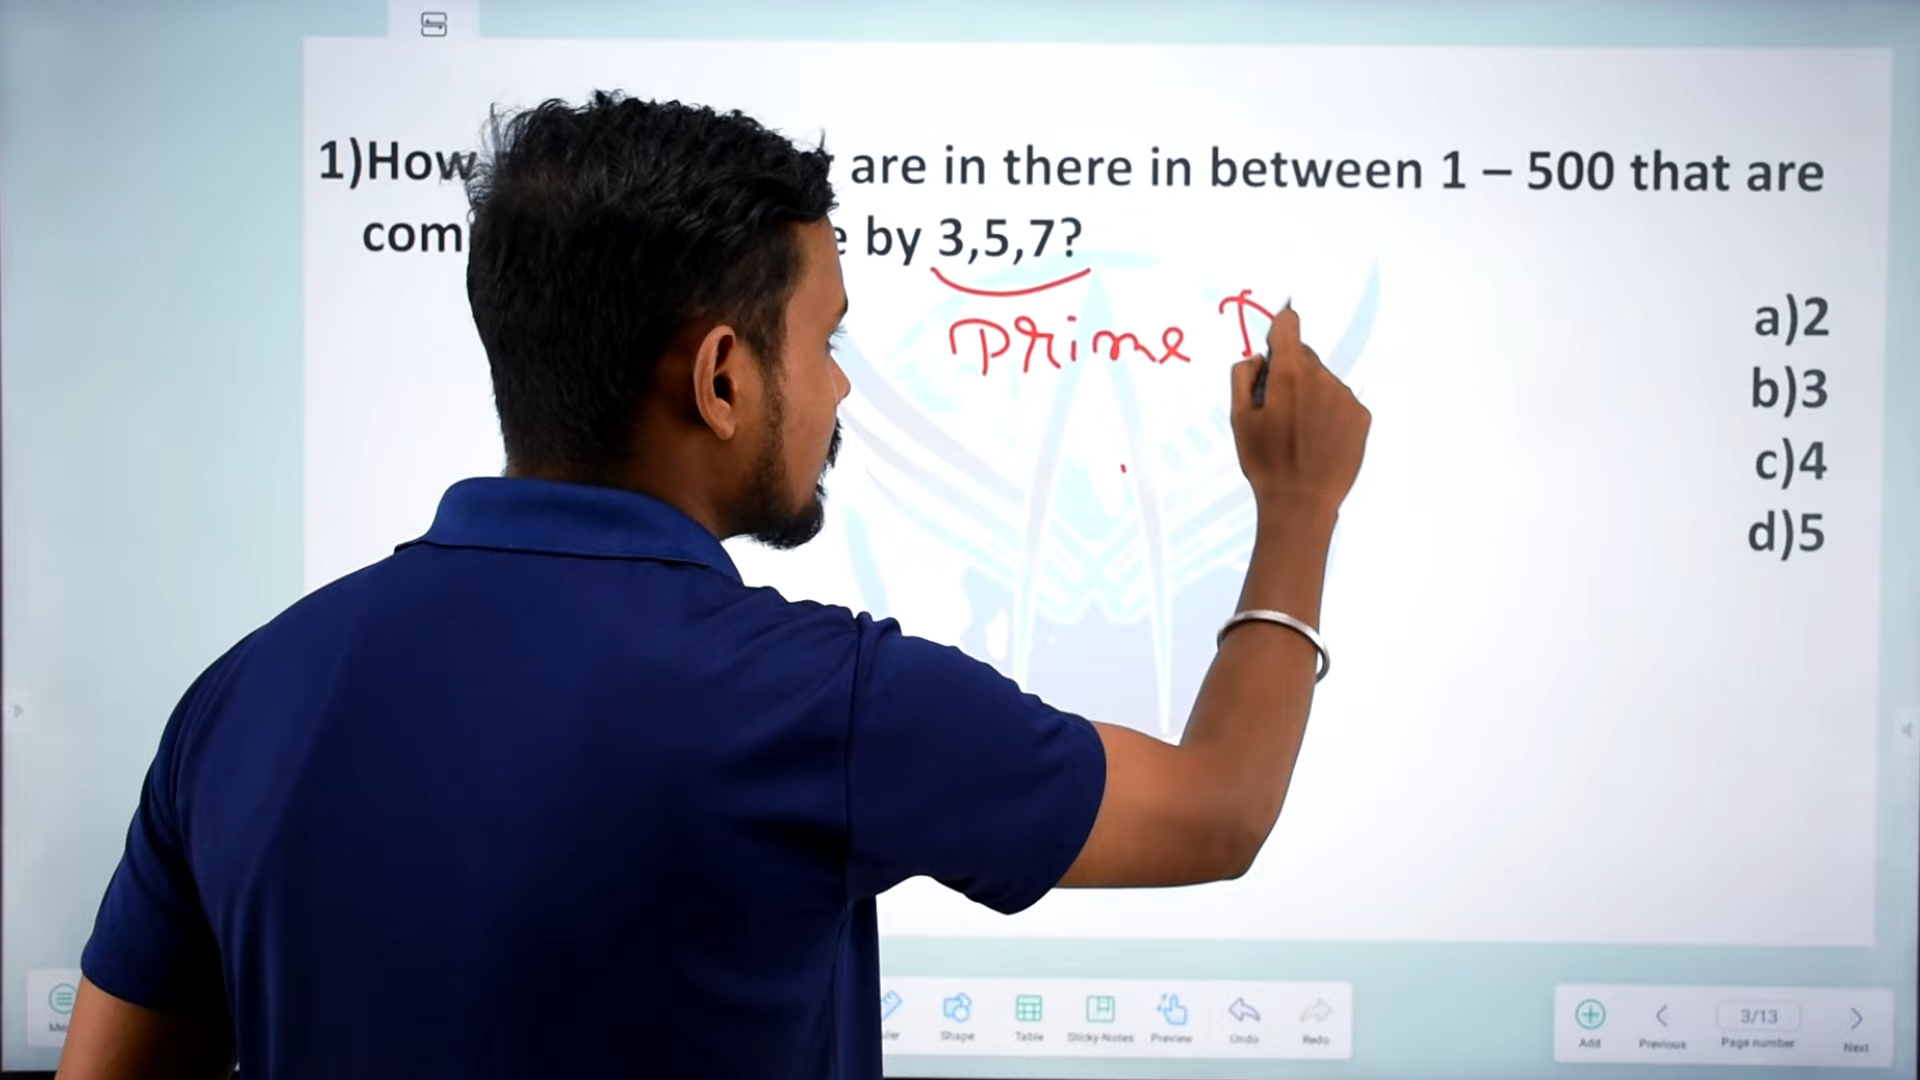 1)How are in there in between 1 – 500 that are
by 3,5,7?
prime
a)2
b)3
c)4
d)5
Shape
Table
Sticky-Notes
Preview
Undo
Redo
Add
Previous
3/13
Page number
Next